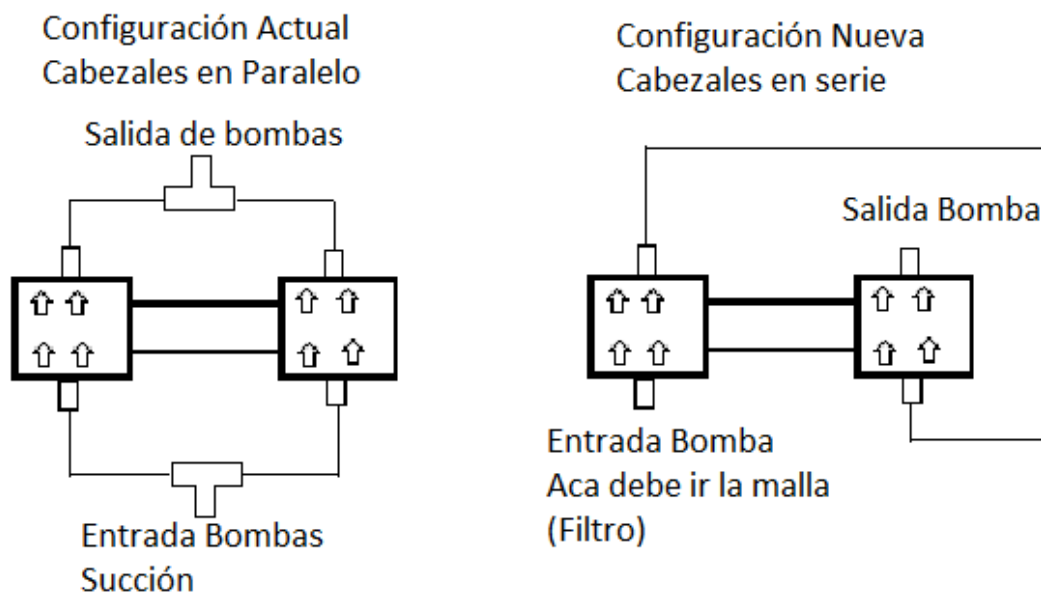 Configuración Actual
Cabezales en Paralelo
Salida de bombas
Entrada Bombas
Succión
Configuración Nueva
Cabezales en serie
Salida Bomba
Entrada Bomba
Aca debe ir la malla
(Filtro)